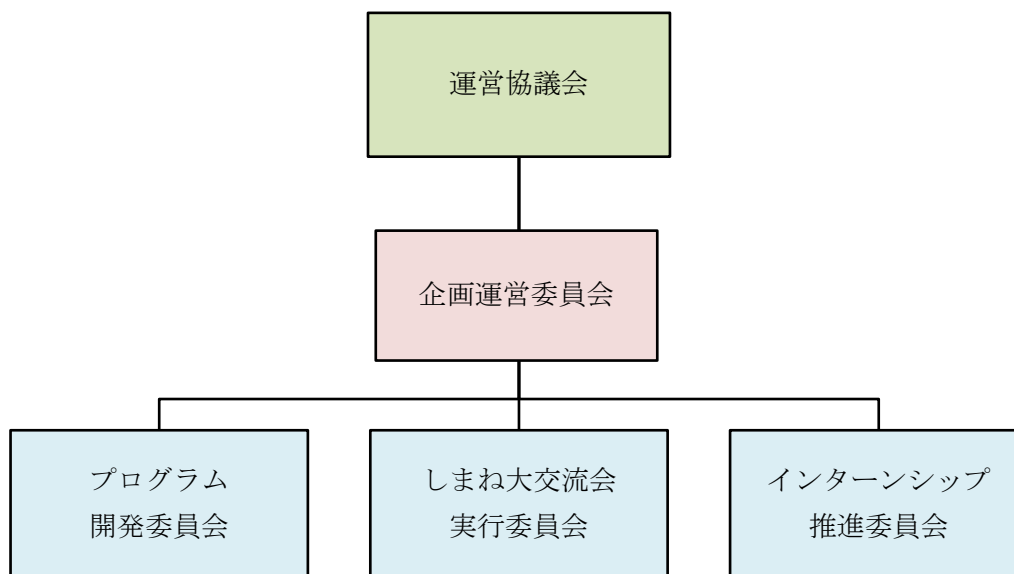 運営協議会
企画運営委員会
プログラム
開発委員会
しまね大交流会
実行委員会
インターンシップ
推進委員会